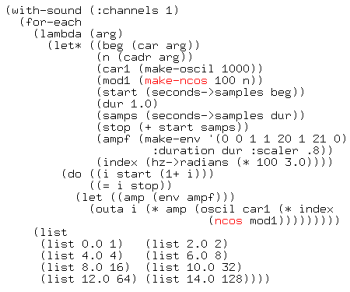 (with-sound (:channels 1)
  (for-each
    (lambda (arg)
      (let* ((beg (car arg))
             (n (cadr arg))
             (car1 (make-oscil 1000))
             (mod1 (make-ncos 100 n))
             (start (seconds->samples beg))
             (dur 1.0)
             (samps (seconds->samples dur))
             (stop (+ start samps))
             (ampf (make-env '(0 0 1 1 20 1 21 0)
                     :duration dur :scaler .8))
             (index (hz->radians (* 100 3.0))))
        (do ((i start (1+ i)))
            ((= i stop))
          (let ((amp (env ampf)))
            (outa i (* amp (oscil car1 (* index
                              (ncos mod1)))))))))
    (list
     (list 0.0 1)   (list 2.0 2)
     (list 4.0 4)   (list 6.0 8)
     (list 8.0 16)  (list 10.0 32)
     (list 12.0 64) (list 14.0 128))))